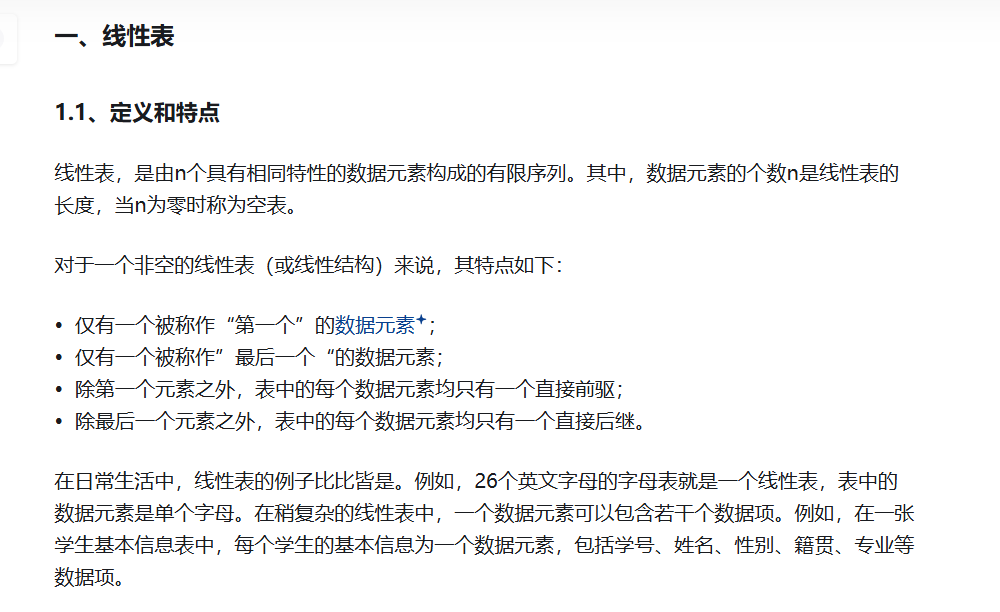 一、线性表
1.1、定义和特点
线性表，是由n个具有相同特性的数据元素构成的有限序列。其中，数据元素的个数n是线性表的
长度，当n为零时称为空表。
对于一个非空的线性表（或线性结构）来说，其特点如下：
• 仅有一个被称作“第一个”的数据元素；
• 仅有一个被称作”最后一个“的数据元素；
• 除第一个元素之外，表中的每个数据元素均只有一个直接前驱；
• 除最后一个元素之外，表中的每个数据元素均只有一个直接后继。
在日常生活中，线性表的例子比比皆是。例如，26个英文字母的字母表就是一个线性表，表中的
数据元素是单个字母。在稍复杂的线性表中，一个数据元素可以包含若干个数据项。例如，在一张
学生基本信息表中，每个学生的基本信息为一个数据元素，包括学号、姓名、性别、籍贯、专业等
数据项。